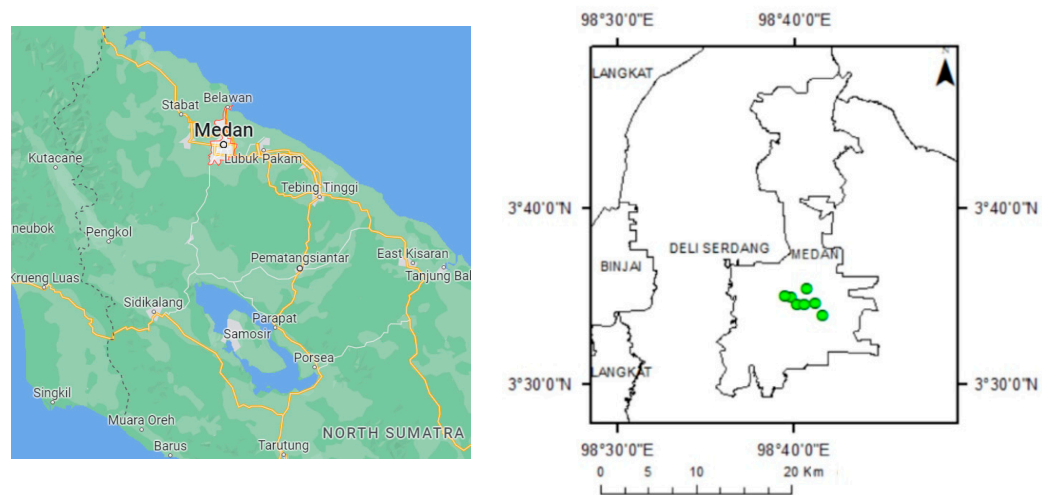 Belawan
Stabat
Medan
Kutacane
Lubuk Pakam
Tebing Tinggi
neubok
Pengkol
Pematangsiantar
East Kisaran
Krueng Luas
Tanjung Bal
Sidikalang
Parapat
Samosir
Porsea
Singkil
Muara Oreh
NORTH SUMATRA
Barus
Tarutung
98°30'0"E
98°40'0"E
N
LANGKAT
3°40'0"N
3°40'0"N
DELI SERDANG
MEDAN
BINJAI
LANGKAT
3°30'0"N
3°30'0"N
98°30'0"E
98°40'0"E
0 5 10 20 Km